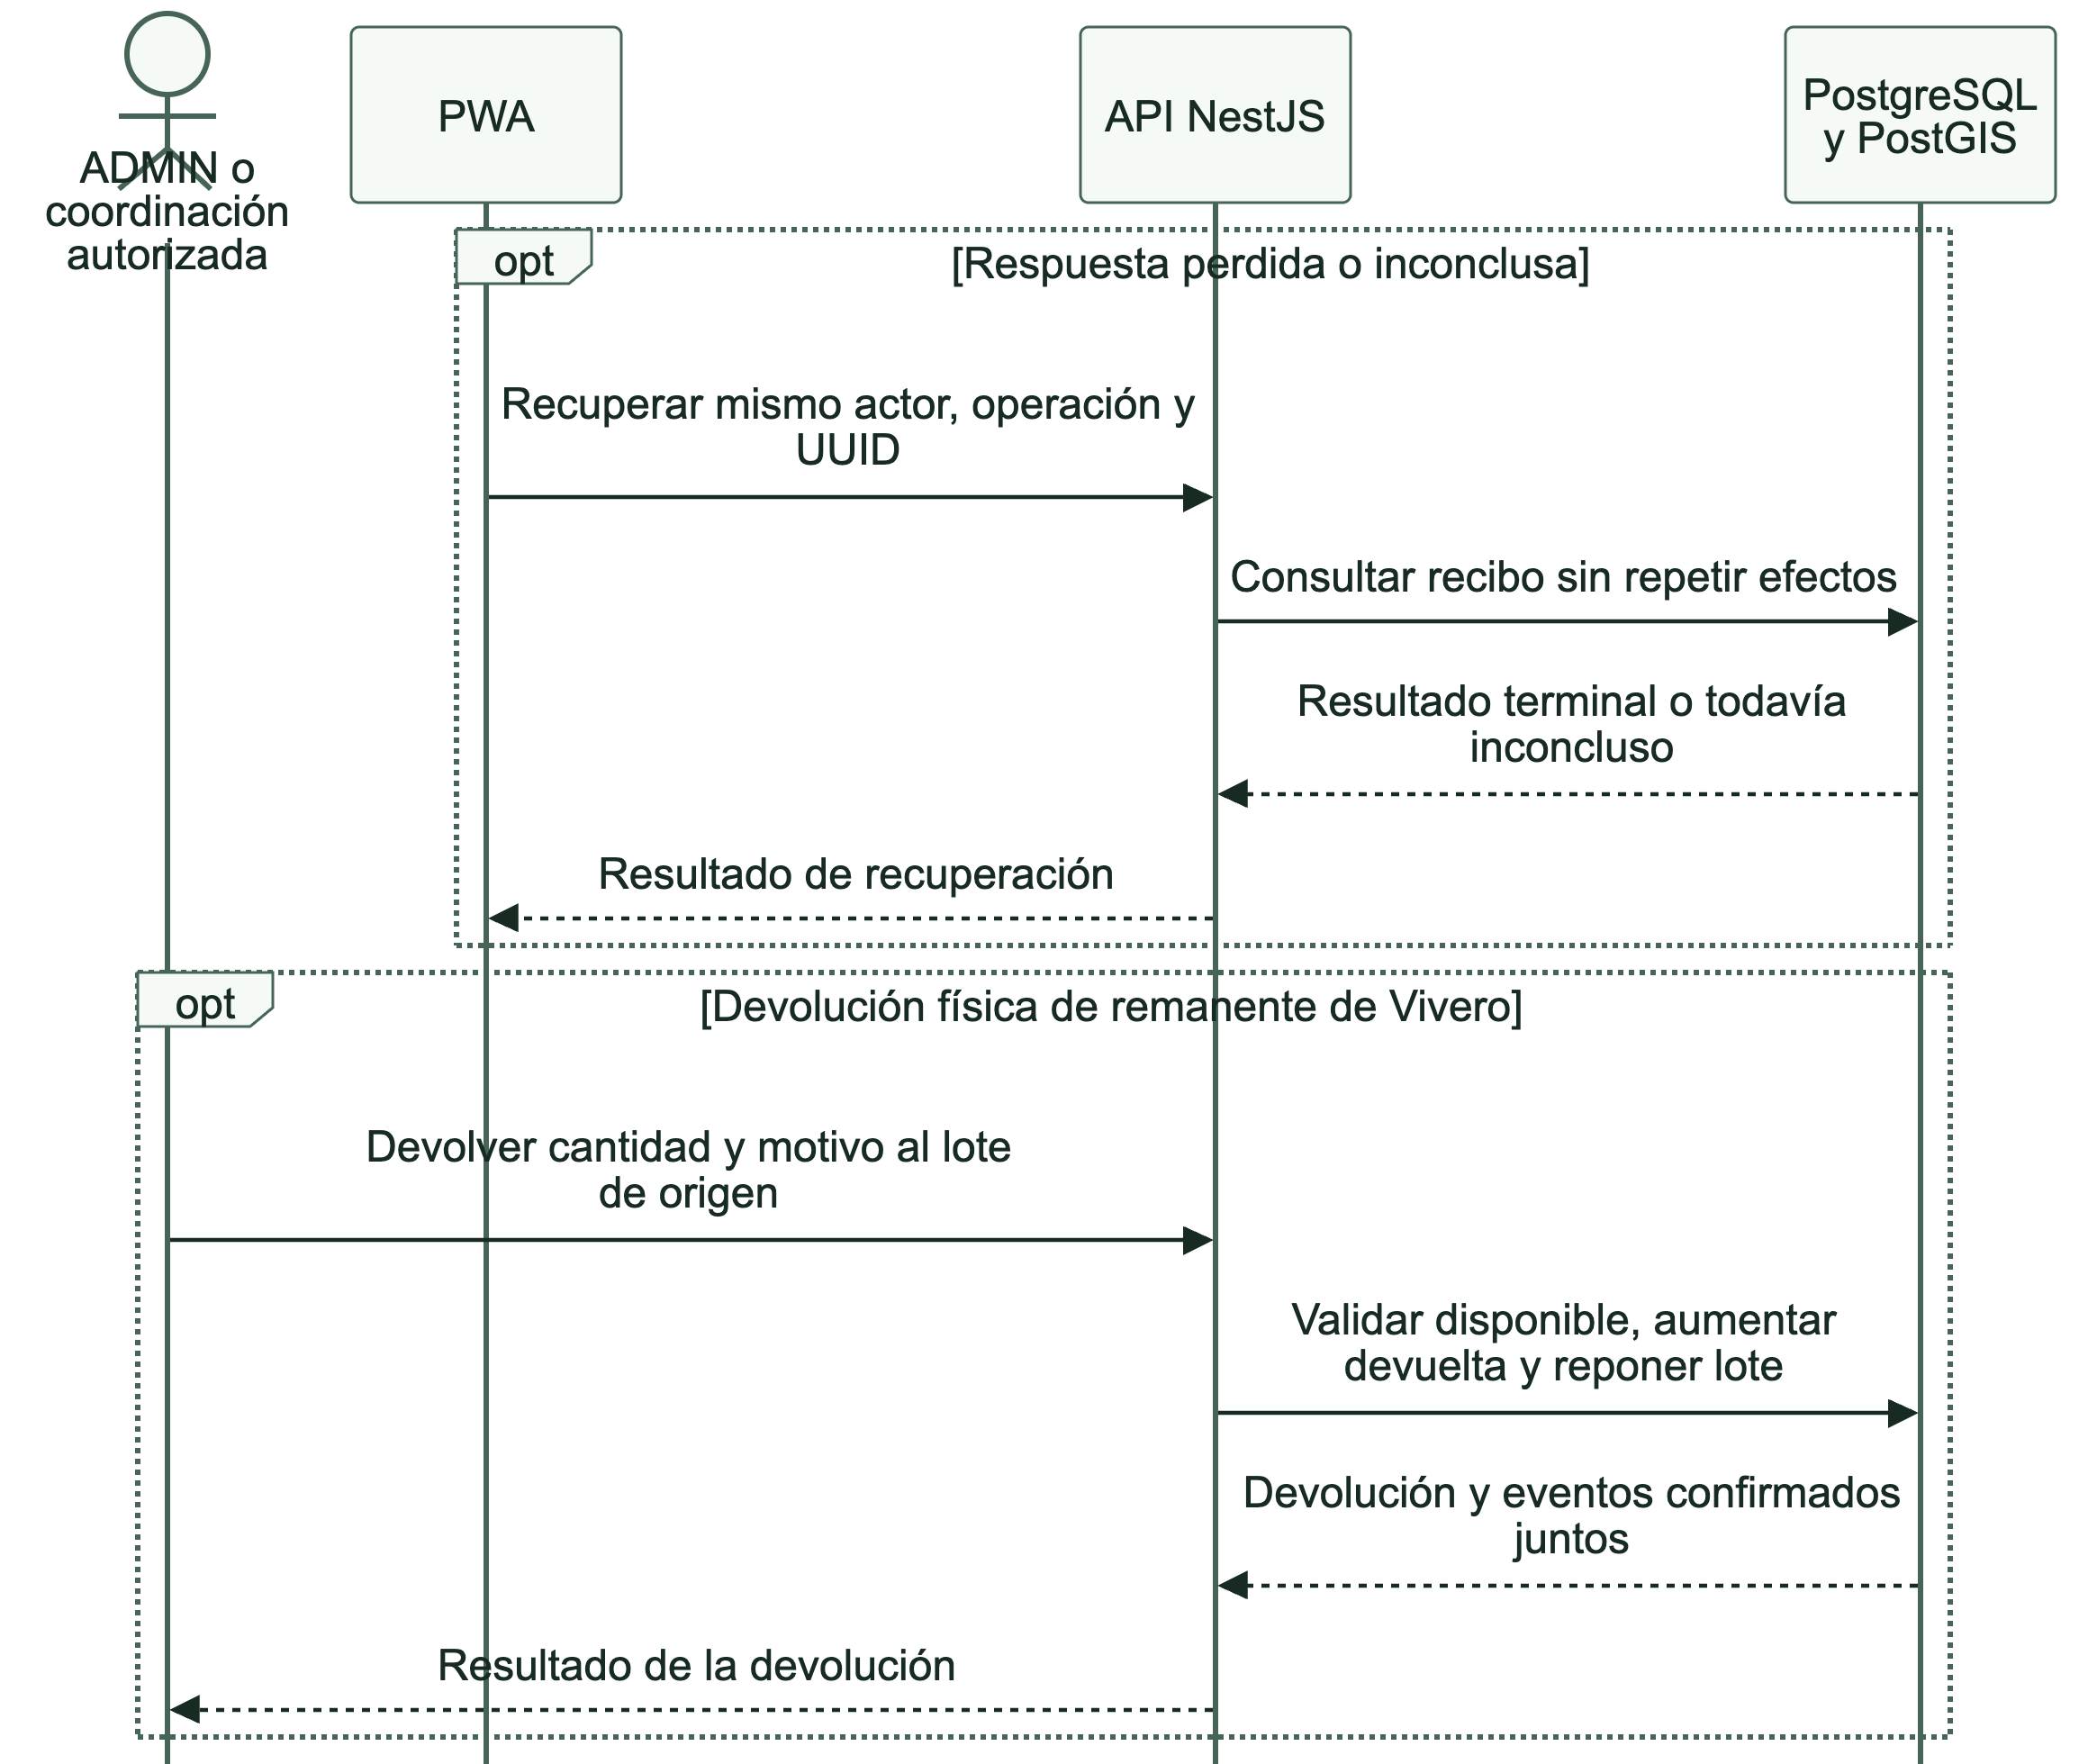 ADMIN o
coordinación
autorizada
PWA
API NestJS
PostgreSQL
y PostGIS
opt
[Respuesta perdida o inconclusa]
Recuperar mismo actor, operación y
UUID
Consultar recibo sin repetir efectos
Resultado terminal o todavía
inconcluso
Resultado de recuperación
opt
[Devolución física de remanente de Vivero]
Devolver cantidad y motivo al lote
de origen
Validar disponible, aumentar
devuelta y reponer lote
Devolución y eventos confirmados
juntos
Resultado de la devolución